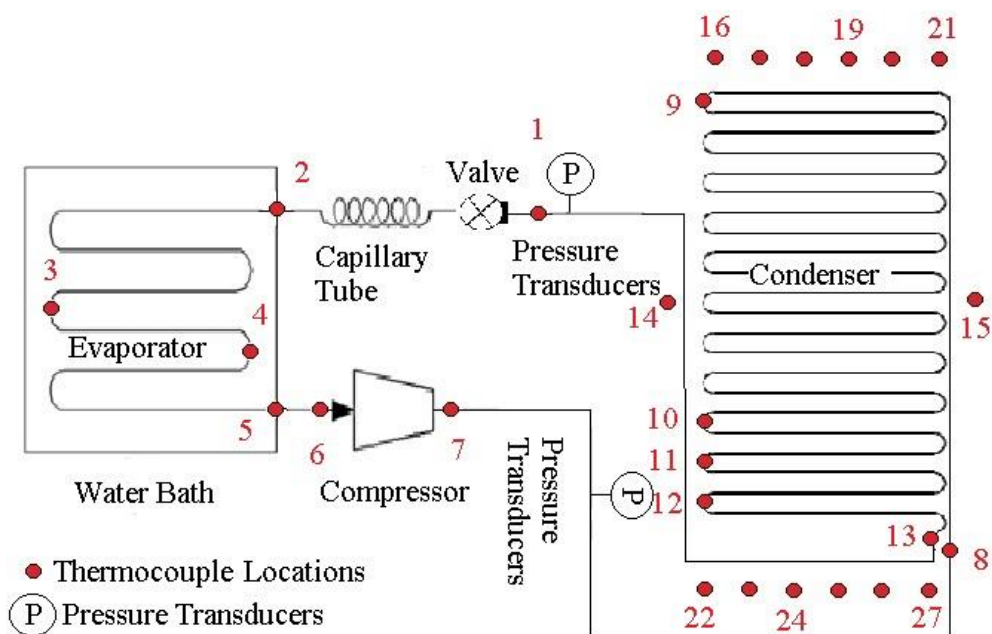 16
19
21
9
1
2
Valve
P
Capillary
Tube
Pressure
Transducers
14
Condenser
15
3
4
Evaporator
5
6
7
10
11
12
Pressure
Transducers
P
Water Bath
Compressor
13
8
Thermocouple Locations
P Pressure Transducers
22
24
27